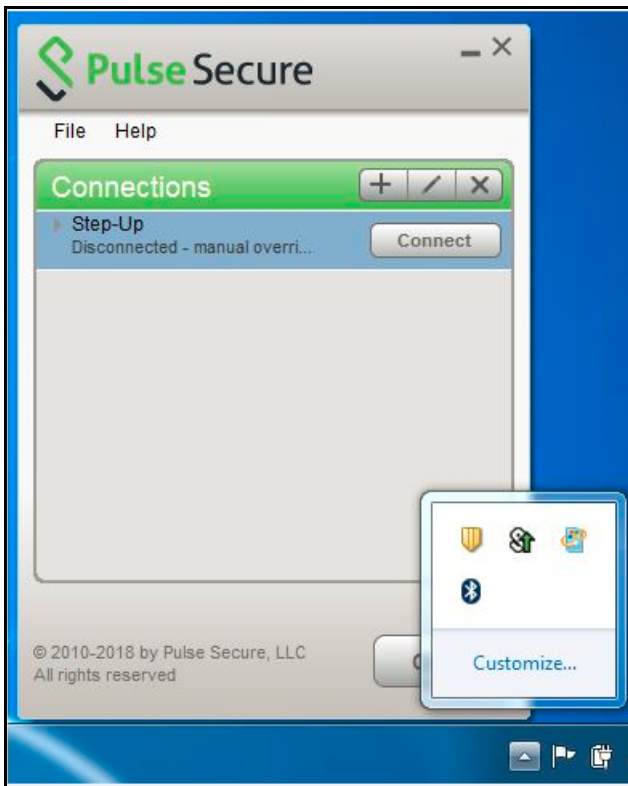 Pulse Secure
File Help
Connections
Step-Up
Disconnected - manual overri...
Connect
© 2010-2018 by Pulse Secure, LLC
All rights reserved
Customize...